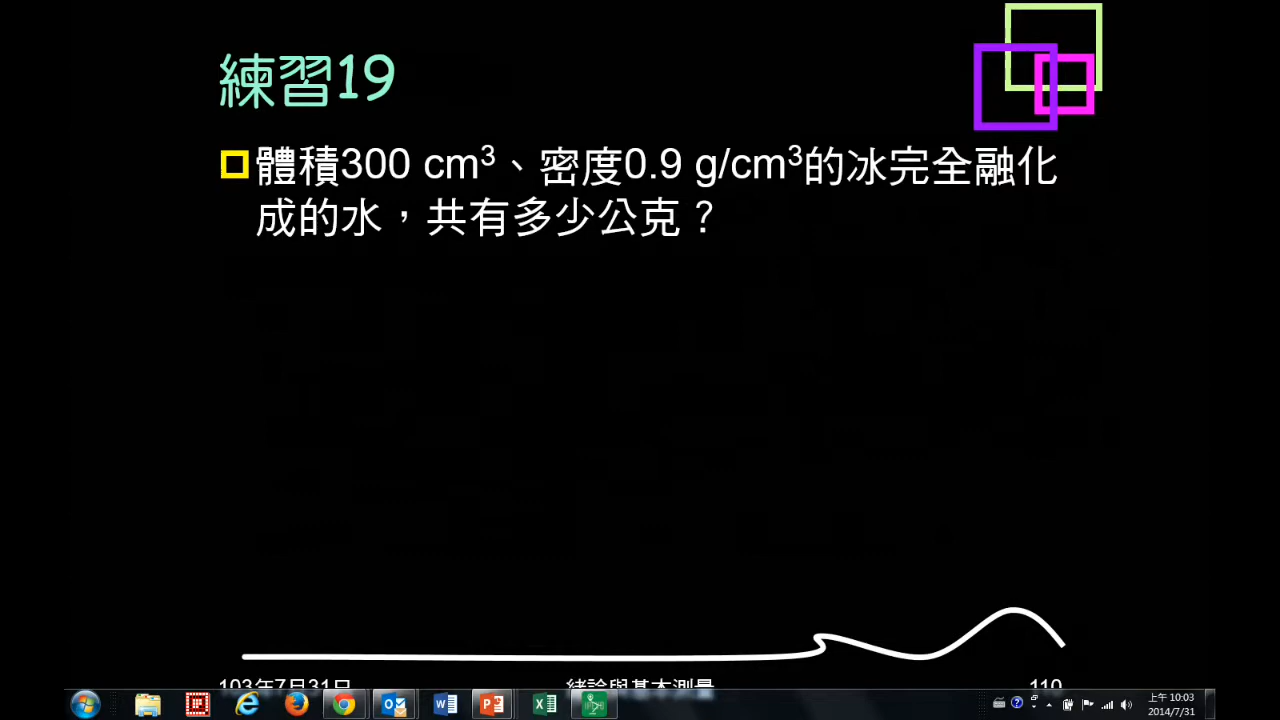 練習19
體積300 cm³、密度0.9 g/cm³的冰完全融化
成的水，共有多少公克？
103年7月31日
緒論與基本測量
110
上午 10:03
2014/7/31